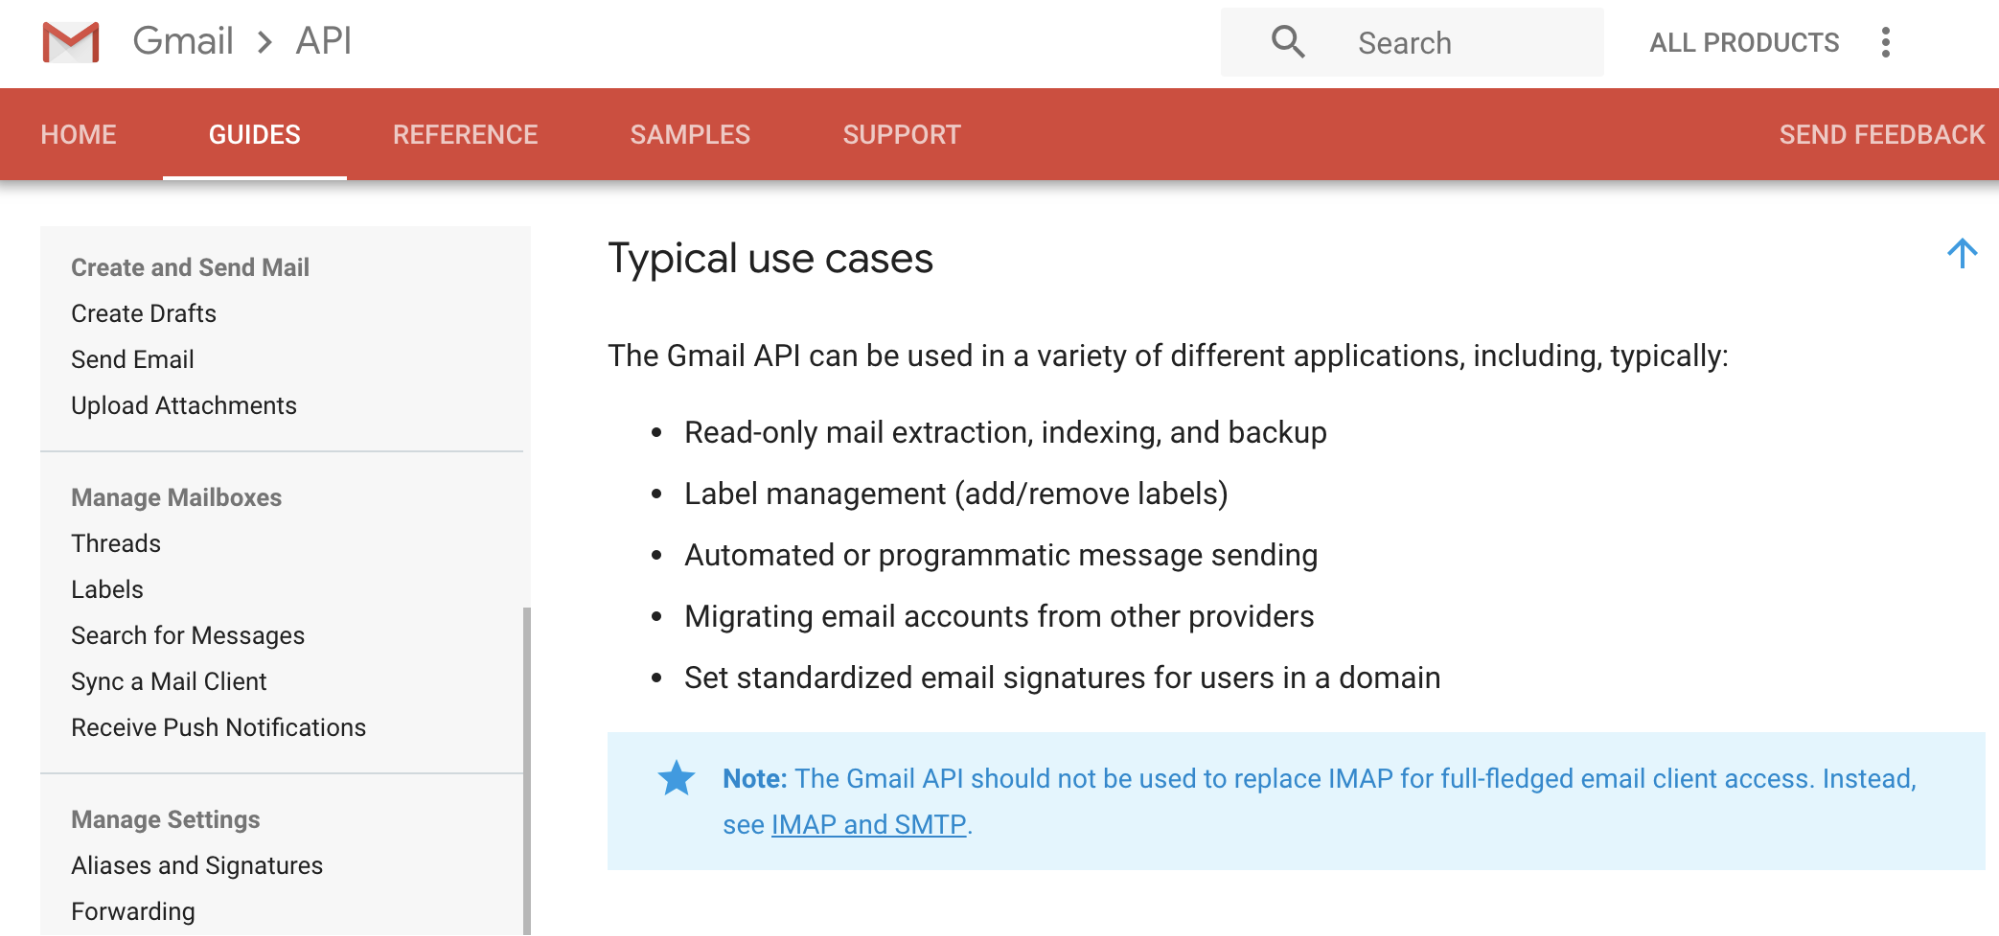 Gmail > API
Search
ALL PRODUCTS
HOME
GUIDES
REFERENCE
SAMPLES
SUPPORT
SEND FEEDBACK
Create and Send Mail
Create Drafts
Send Email
Upload Attachments
Manage Mailboxes
Threads
Labels
Search for Messages
Sync a Mail Client
Receive Push Notifications
Manage Settings
Aliases and Signatures
Forwarding
Typical use cases
The Gmail API can be used in a variety of different applications, including, typically:
• Read-only mail extraction, indexing, and backup
• Label management (add/remove labels)
• Automated or programmatic message sending
• Migrating email accounts from other providers
• Set standardized email signatures for users in a domain
Note: The Gmail API should not be used to replace IMAP for full-fledged email client access. Instead,
see IMAP and SMTP.